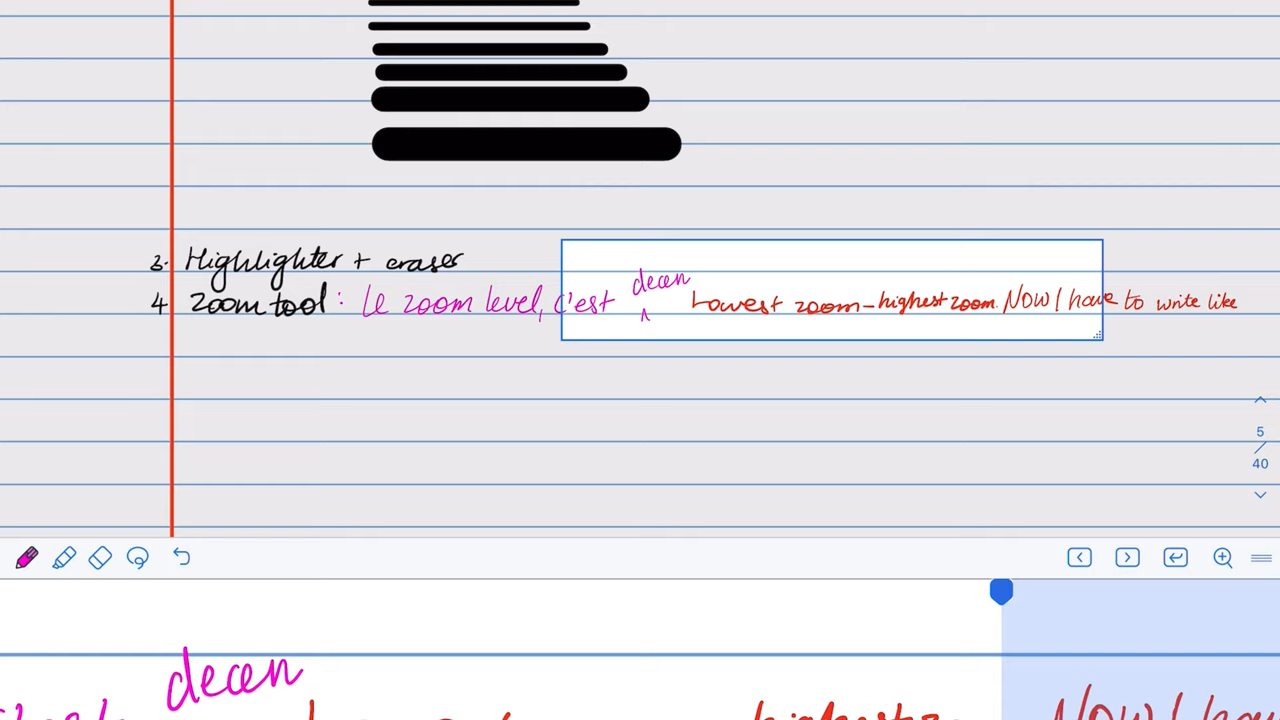 3. Highlighter + eraser
decen
4 Zoom tool: Le zoom level, c'est ^ Lowest zoom - highest zoom. Now I have to write like
5
/
40
decen
highest Now I hav